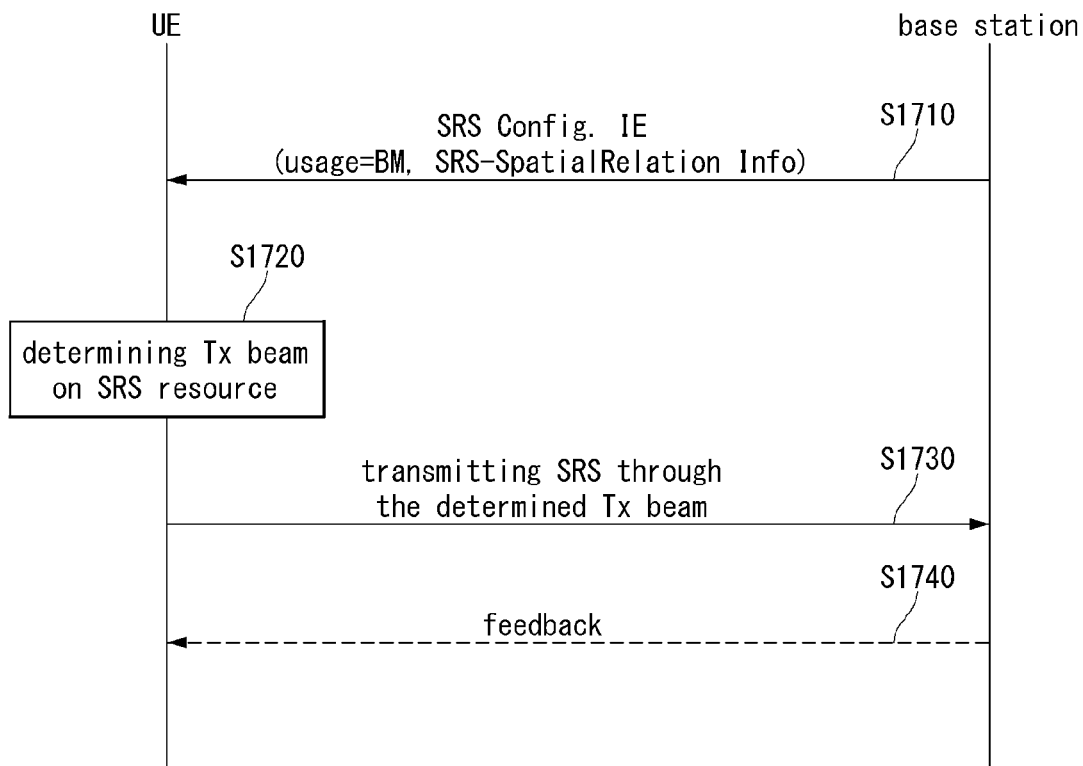 UE
base station
S1710
SRS Config. IE
(usage=BM, SRS-SpatialRelation Info)
S1720
determining Tx beam
on SRS resource
S1730
transmitting SRS through
the determined Tx beam
S1740
feedback